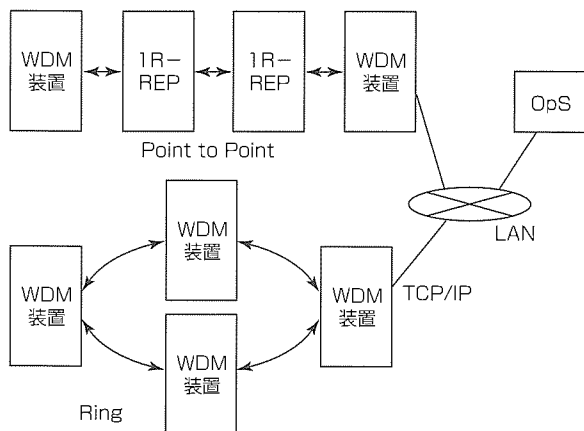 WDM
装置
1R−
REP
1R−
REP
WDM
装置
OpS
Point to Point
LAN
WDM
装置
WDM
装置
WDM
装置
TCP/IP
WDM
装置
Ring